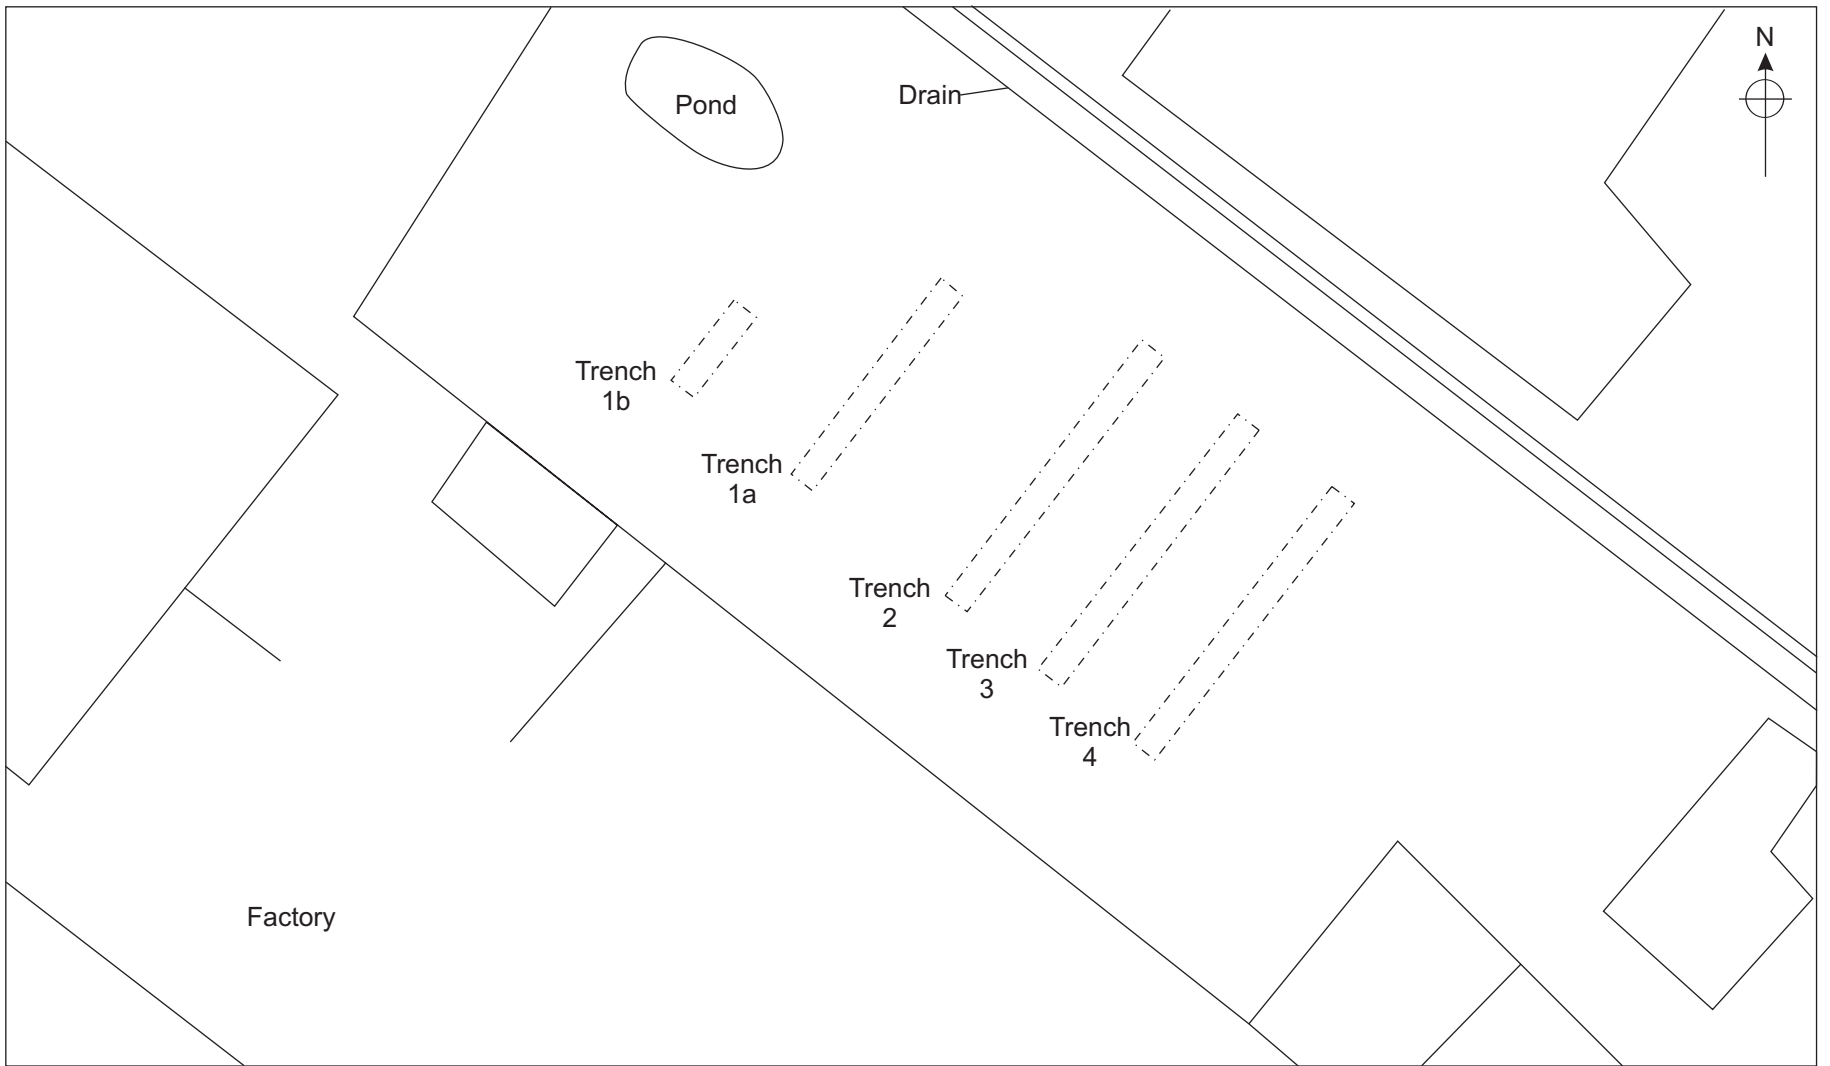 N
Drain
Pond
Trench
1b
Trench
1a
Trench
2
Trench
3
Trench
4
Factory